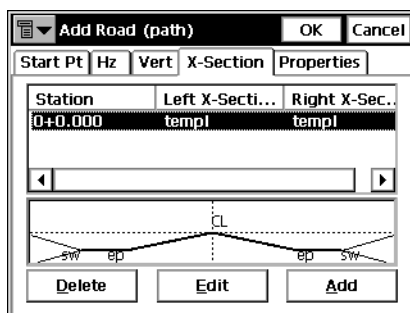 Add Road (path) OK Cancel
Start Pt Hz Vert X-Section Properties
Station Left X-Secti... Right X-Sec..
0+0.000 templ templ
CL
sw ep ep sw
Delete Edit Add